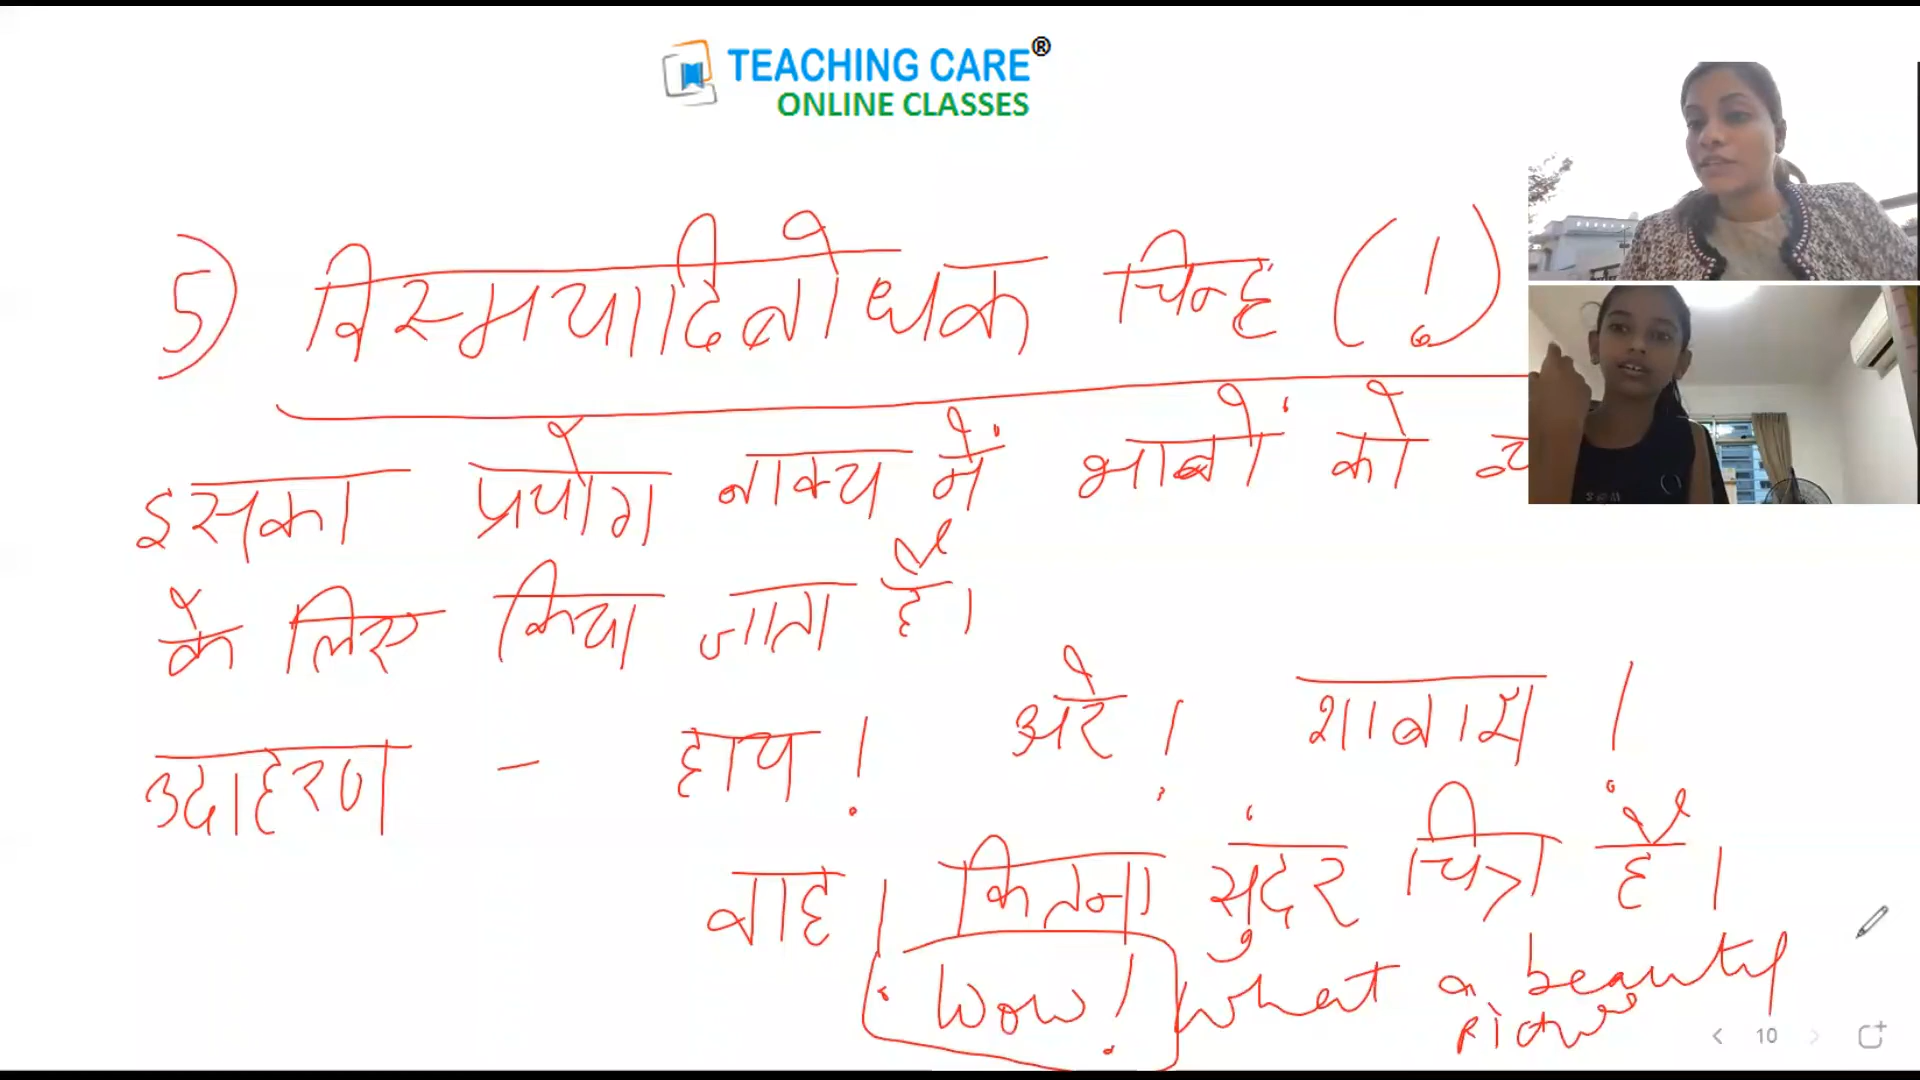 TEACHING CARE®
ONLINE CLASSES
5) विस्मयादिबोधक चिन्ह (!)
इसका प्रयोग वाक्य में भावों को
के लिए किया जाता है।
उदाहरण - हाय! अरे! शाबाश!
वाह! कितना सुंदर चित्र है।
Wow! What a beautiful
picture
10